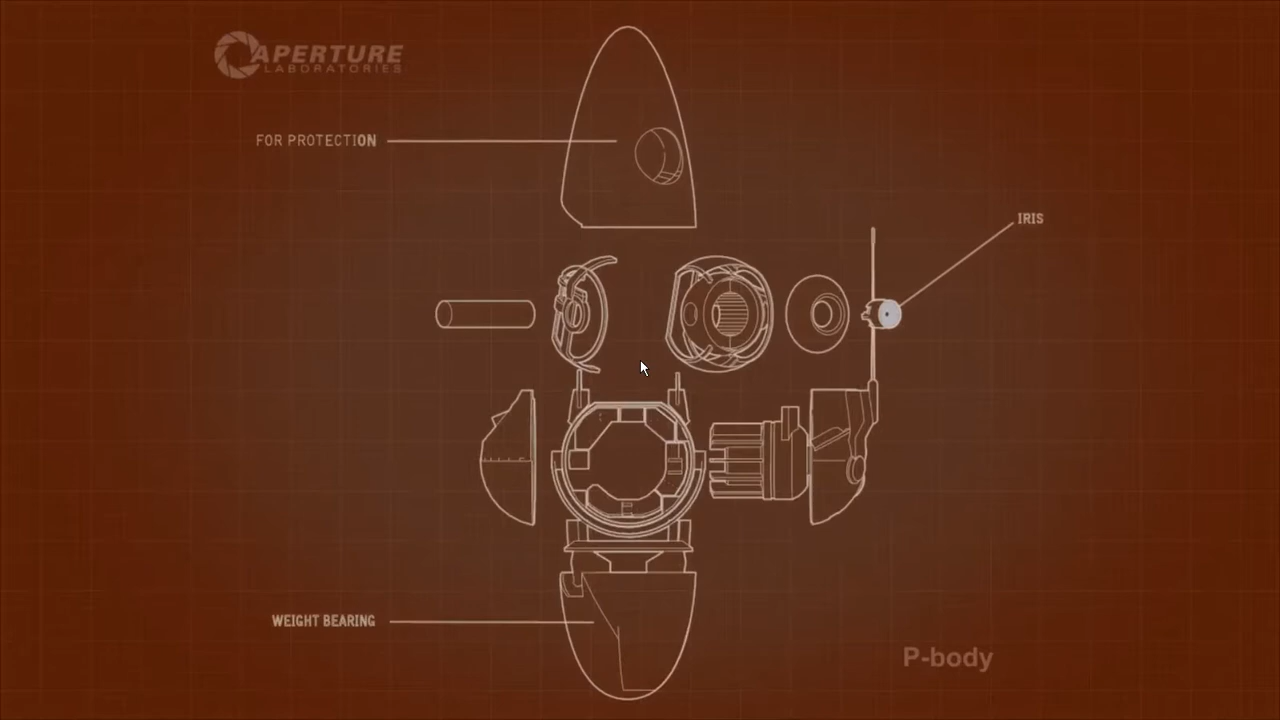 APERTURE
LABORATORIES
FOR PROTECTION
IRIS
WEIGHT BEARING
P-body